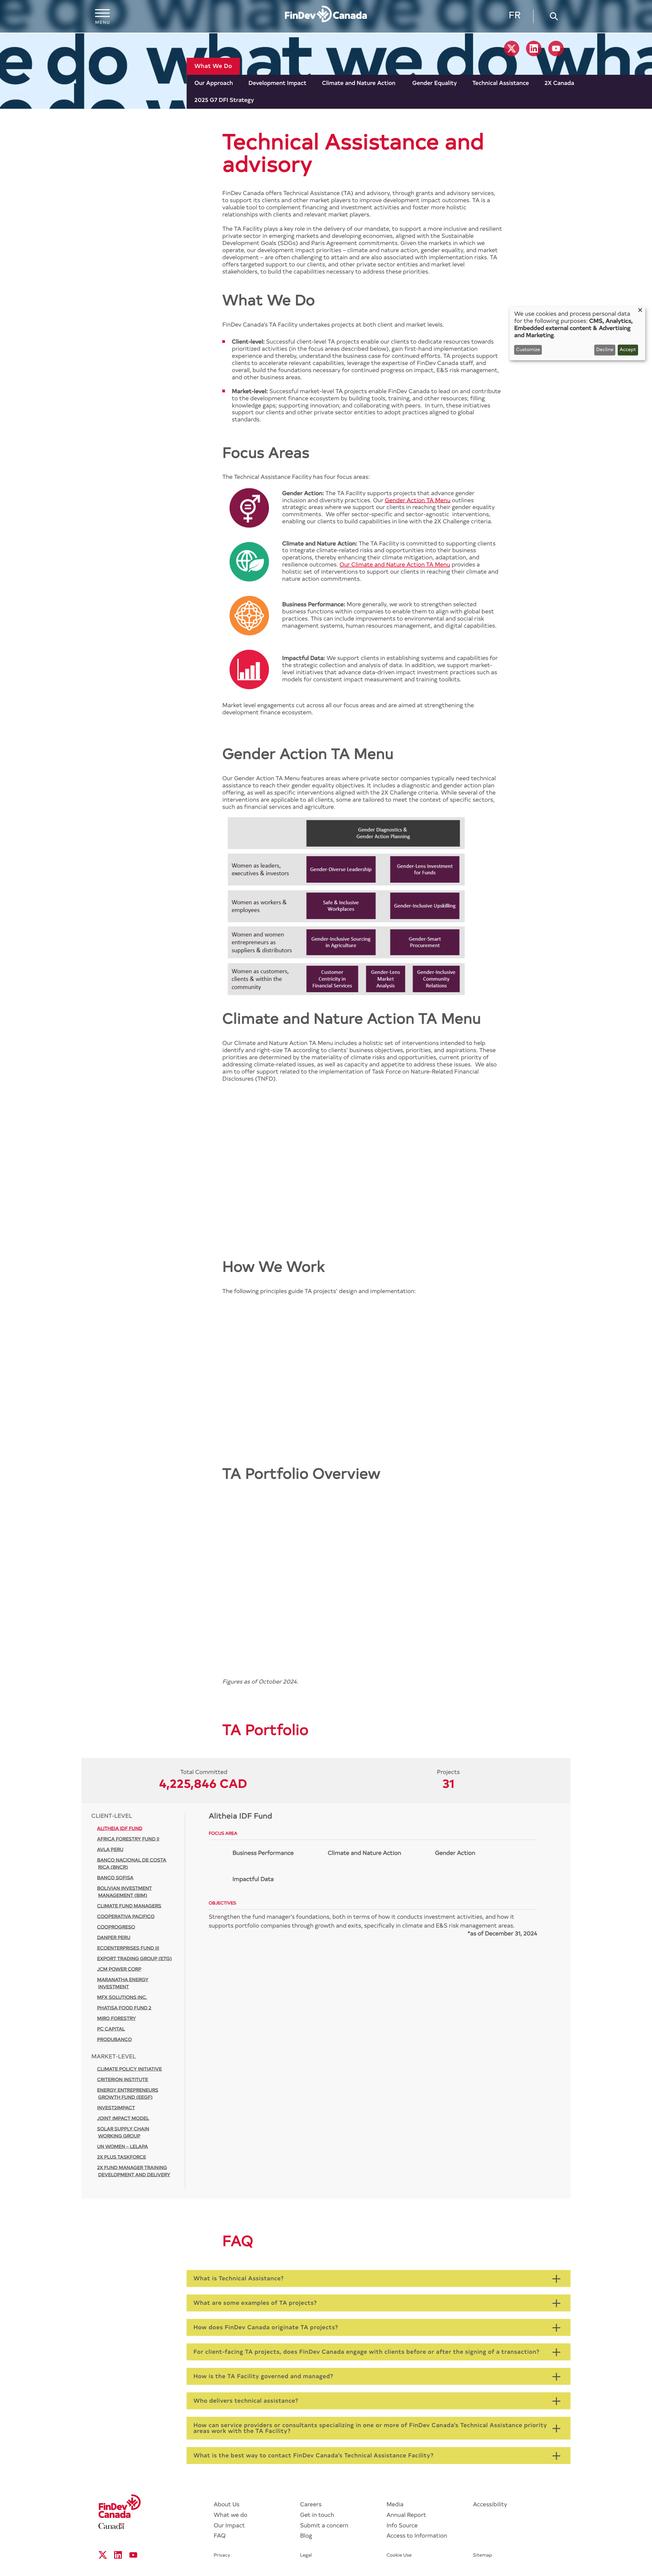 MENU
FinDev Canada
FR
What We Do
Our Approach
Development Impact
Climate and Nature Action
Gender Equality
Technical Assistance
2X Canada
2025 G7 DFI Strategy
Technical Assistance and
advisory
FinDev Canada offers Technical Assistance (TA) and advisory, through grants and advisory services,
to support its clients and other market players to improve development impact outcomes. TA is a
valuable tool to complement financing and investment activities and foster more holistic
relationships with clients and relevant market players.
The TA Facility plays a key role in the delivery of our mandate, to support a more inclusive and resilient
private sector in emerging markets and developing economies, aligned with the Sustainable
Development Goals (SDGs) and Paris Agreement commitments. Given the markets in which we
operate, our development impact priorities – climate and nature action, gender equality, and market
development – are often challenging to attain and are also associated with implementation risks. TA
offers targeted support to our clients, and other private sector entities and market level
stakeholders, to build the capabilities necessary to address these priorities.
What We Do
FinDev Canada's TA Facility undertakes projects at both client and market levels.
Client-level: Successful client-level TA projects enable our clients to dedicate resources towards
prioritized activities (in the focus areas described below), gain first-hand implementation
experience and thereby, understand the business case for continued efforts. TA projects support
clients to accelerate relevant capabilities, leverage the expertise of FinDev Canada staff, and
overall, build the foundations necessary for continued progress on impact, E&S risk management,
and other business areas.
Market-level: Successful market-level TA projects enable FinDev Canada to lead on and contribute
to the development finance ecosystem by building tools, training, and other resources; filling
knowledge gaps; supporting innovation; and collaborating with peers. In turn, these initiatives
support our clients and other private sector entities to adopt practices aligned to global
standards.
We use cookies and process personal data
for the following purposes: CMS, Analytics,
Embedded external content & Advertising
and Marketing.
Customize
Decline
Accept
Focus Areas
The Technical Assistance Facility has four focus areas:
Gender Action: The TA Facility supports projects that advance gender
inclusion and diversity practices. Our Gender Action TA Menu outlines
strategic areas where we support our clients in reaching their gender equality
commitments. We offer sector-specific and sector-agnostic interventions,
enabling our clients to build capabilities in line with the 2X Challenge criteria.
Climate and Nature Action: The TA Facility is committed to supporting clients
to integrate climate-related risks and opportunities into their business
operations, thereby enhancing their climate mitigation, adaptation, and
resilience outcomes. Our Climate and Nature Action TA Menu provides a
holistic set of interventions to support our clients in reaching their climate and
nature action commitments.
Business Performance: More generally, we work to strengthen selected
business functions within companies to enable them to align with global best
practices. This can include improvements to environmental and social risk
management systems, human resources management, and digital capabilities.
Impactful Data: We support clients in establishing systems and capabilities for
the strategic collection and analysis of data. In addition, we support market-
level initiatives that advance data-driven impact investment practices such as
models for consistent impact measurement and training toolkits.
Market level engagements cut across all our focus areas and are aimed at strengthening the
development finance ecosystem.
Gender Action TA Menu
Our Gender Action TA Menu features areas where private sector companies typically need technical
assistance to reach their gender equality objectives. It includes a diagnostic and gender action plan
offering, as well as specific interventions aligned with the 2X Challenge criteria. While several of the
interventions are applicable to all clients, some are tailored to meet the context of specific sectors,
such as financial services and agriculture.
Gender Diagnostics &
Gender Action Planning
Women as leaders,
executives & investors
Gender-Diverse Leadership
Gender-Lens Investment
for Funds
Women as workers &
employees
Safe & Inclusive
Workplaces
Gender-Inclusive Upskilling
Women and women
entrepreneurs as
suppliers & distributors
Gender-Inclusive Sourcing
in Agriculture
Gender-Smart
Procurement
Women as customers,
clients & within the
community
Customer
Centricity in
Financial Services
Gender-Lens
Market
Analysis
Gender-Inclusive
Community
Relations
Climate and Nature Action TA Menu
Our Climate and Nature Action TA Menu includes a holistic set of interventions intended to help
identify and right-size TA according to clients' business objectives, priorities, and aspirations. These
priorities are determined by the materiality of climate risks and opportunities, current priority of
addressing climate-related issues, as well as capacity and appetite to address these issues. We also
aim to offer support related to the implementation of Task Force on Nature-Related Financial
Disclosures (TNFD).
How We Work
The following principles guide TA projects' design and implementation:
TA Portfolio Overview
Figures as of October 2024.
TA Portfolio
Total Committed
4,225,846 CAD
Projects
31
CLIENT-LEVEL
ALITHEIA IDF FUND
AFRICA FORESTRY FUND II
AVLA PERU
BANCO NACIONAL DE COSTA
RICA (BNCR)
BANCO SOFISA
BOLIVIAN INVESTMENT
MANAGEMENT (BIM)
CLIMATE FUND MANAGERS
COOPERATIVA PACIFICO
COOPROGRESO
DANPER PERU
ECOENTERPRISES FUND III
EXPORT TRADING GROUP (ETG)
JCM POWER CORP
MARANATHA ENERGY
INVESTMENT
MFX SOLUTIONS INC.
PHATISA FOOD FUND 2
MIRO FORESTRY
PC CAPITAL
PRODUBANCO
MARKET-LEVEL
CLIMATE POLICY INITIATIVE
CRITERION INSTITUTE
ENERGY ENTREPRENEURS
GROWTH FUND (EEGF)
INVEST2IMPACT
JOINT IMPACT MODEL
SOLAR SUPPLY CHAIN
WORKING GROUP
UN WOMEN – LELAPA
2X PLUS TASKFORCE
2X FUND MANAGER TRAINING
DEVELOPMENT AND DELIVERY
Alitheia IDF Fund
FOCUS AREA
Business Performance
Climate and Nature Action
Gender Action
Impactful Data
OBJECTIVES
Strengthen the fund manager's foundations, both in terms of how it conducts investment activities, and how it
supports portfolio companies through growth and exits, specifically in climate and E&S risk management areas.
*as of December 31, 2024
FAQ
What is Technical Assistance?
What are some examples of TA projects?
How does FinDev Canada originate TA projects?
For client-facing TA projects, does FinDev Canada engage with clients before or after the signing of a transaction?
How is the TA Facility governed and managed?
Who delivers technical assistance?
How can service providers or consultants specializing in one or more of FinDev Canada's Technical Assistance priority
areas work with the TA Facility?
What is the best way to contact FinDev Canada's Technical Assistance Facility?
FinDev
Canada
Canada
About Us
What we do
Our Impact
FAQ
Careers
Get in touch
Submit a concern
Blog
Media
Annual Report
Info Source
Access to Information
Accessibility
Privacy
Legal
Cookie Use
Sitemap